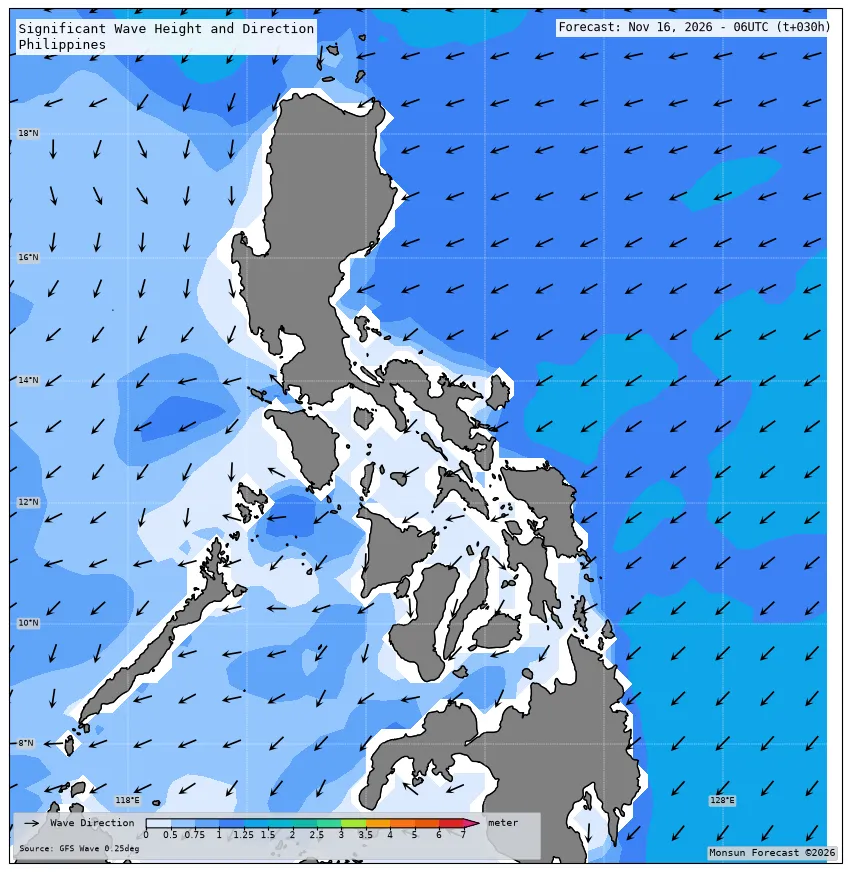 Significant Wave Height and Direction
Philippines
Forecast: Nov 16, 2026 - 06UTC (t+030h)
18°N
16°N
14°N
12°N
10°N
8°N
118°E
128°E
Wave Direction
0 0.5 0.75 1 1.25 1.5 2 2.5 3 3.5 4 5 6 7
meter
Source: GFS Wave 0.25deg
Monsun Forecast ©2026